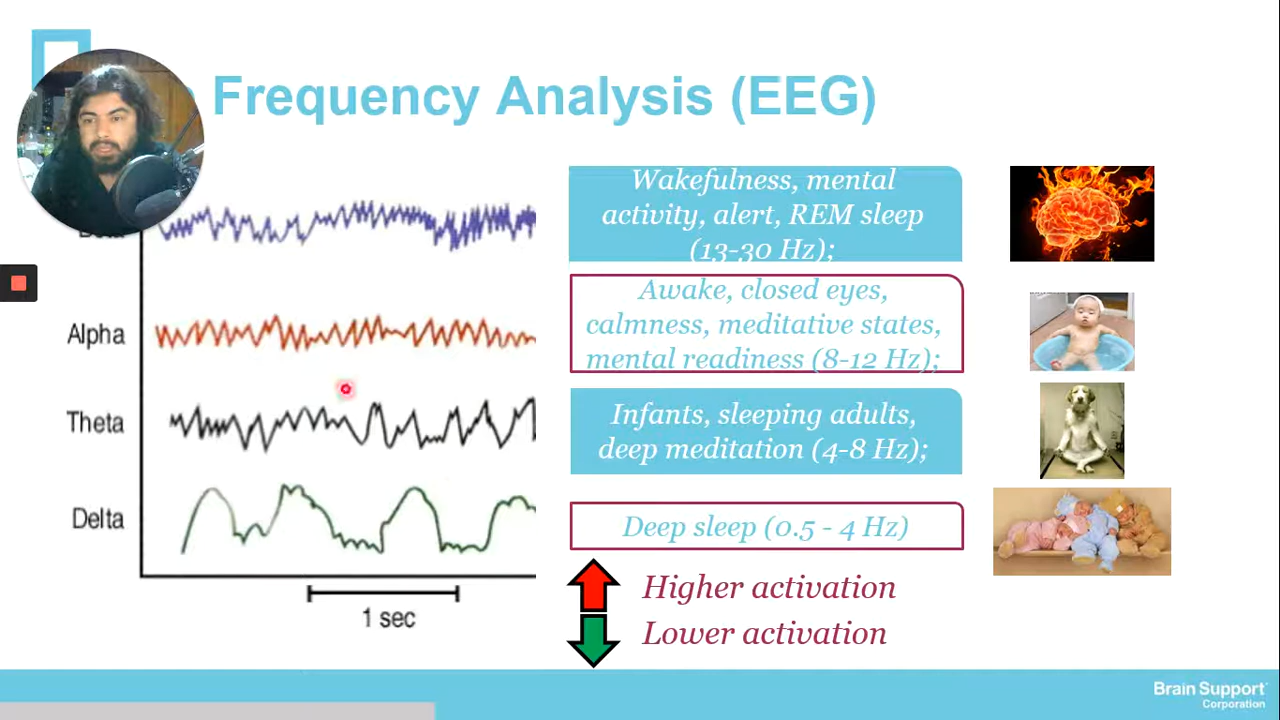 Frequency Analysis (EEG)
Wakefulness, mental
activity, alert, REM sleep
(13-30 Hz);
Alpha
Awake, closed eyes,
calmness, meditative states,
mental readiness (8-12 Hz);
Theta
Infants, sleeping adults,
deep meditation (4-8 Hz);
Delta
Deep sleep (0.5 - 4 Hz)
1 sec
Higher activation
Lower activation
Brain Support
Corporation